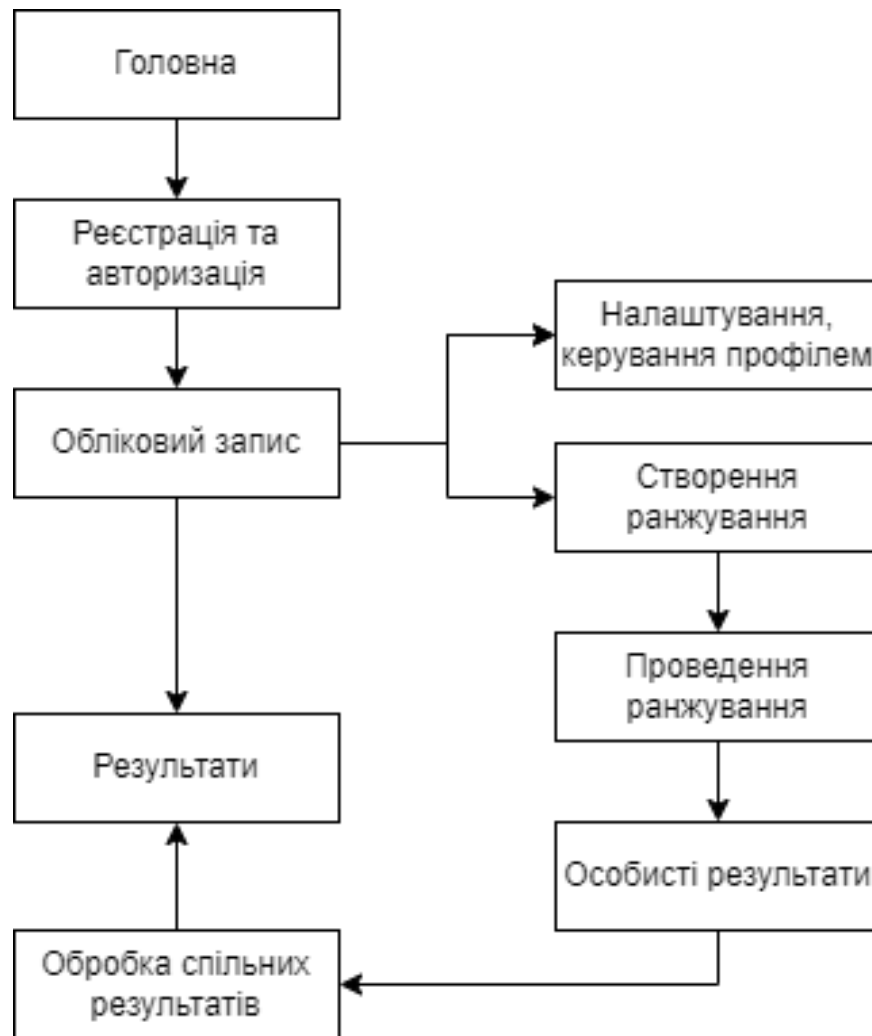 Головна
Реєстрація та
авторизація
Налаштування,
керування профілем
Обліковий запис
Створення
ранжування
Проведення
ранжування
Результати
Особисті результати
Обробка спільних
результатів